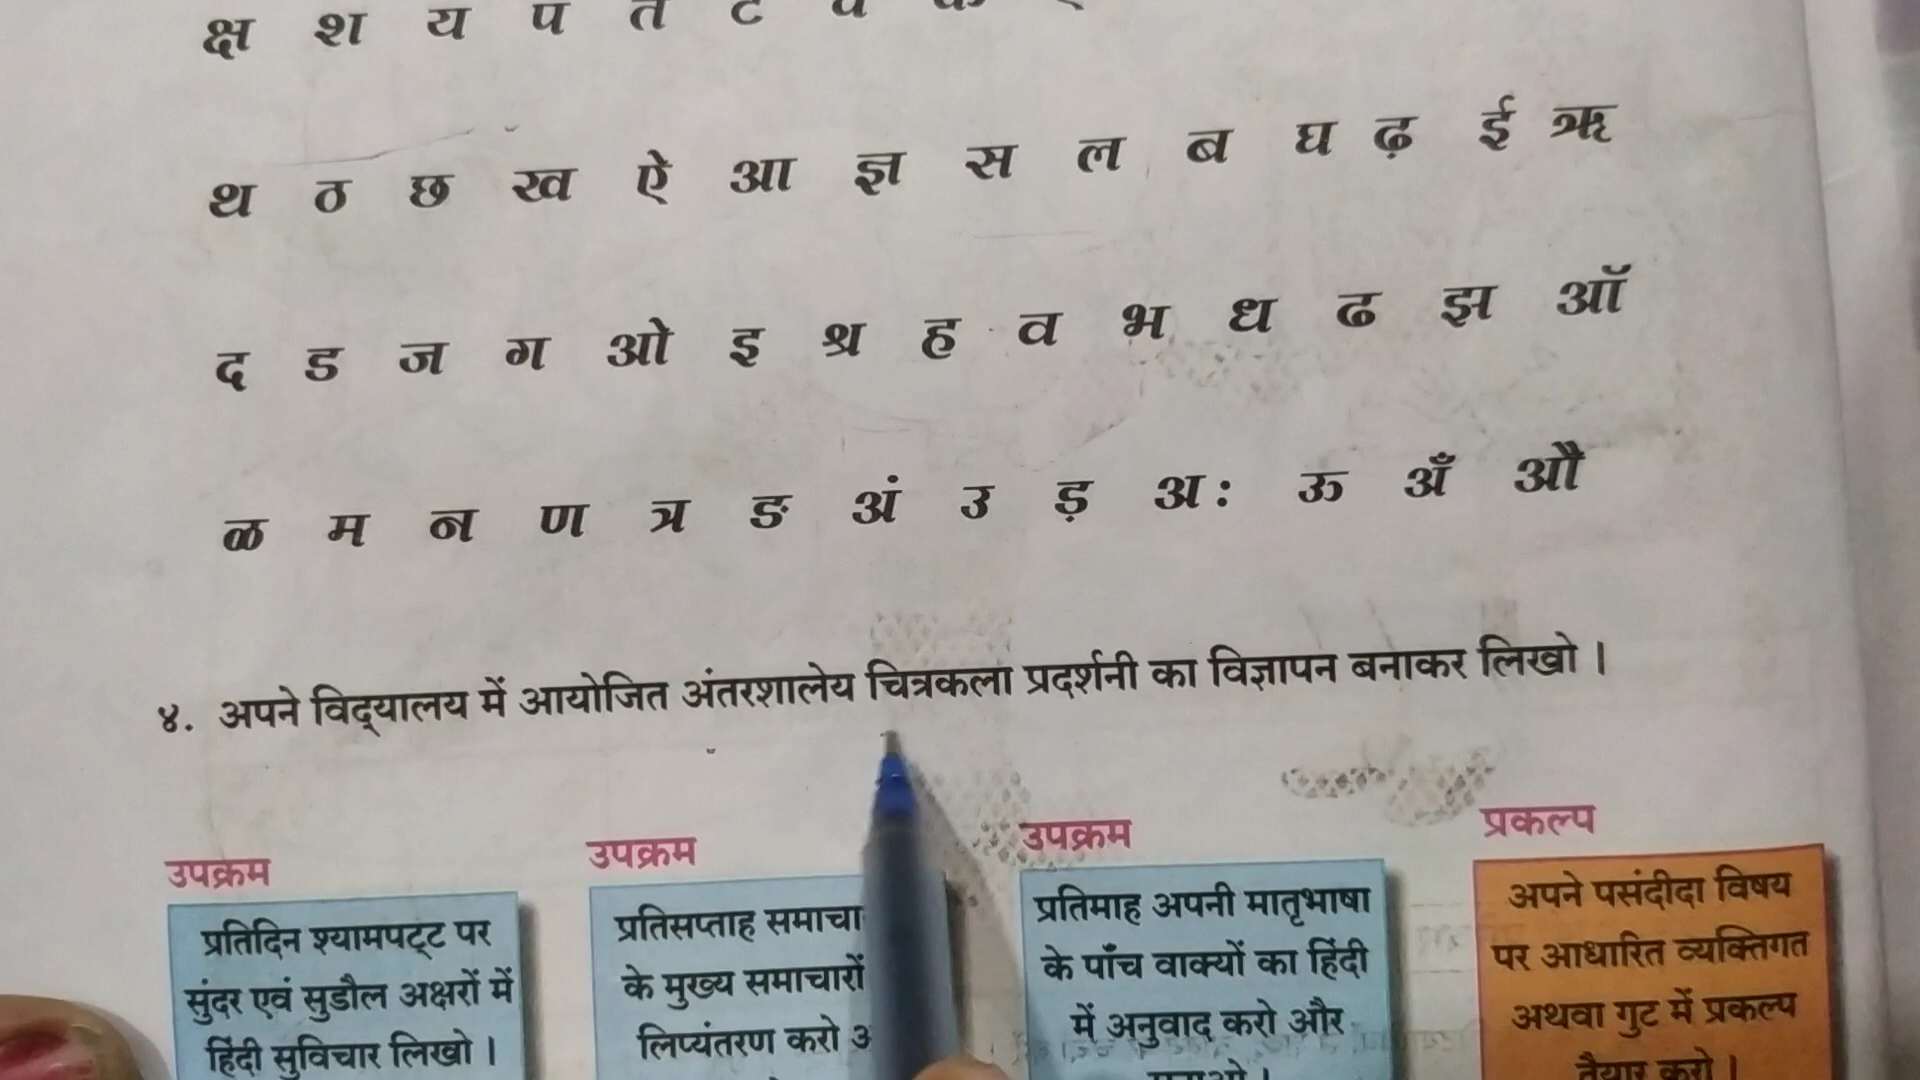 क्ष श य प त ट च क
थ ठ छ ख ऐ आ ज्ञ स ल ब घ ढ़ ई ऋ
द ड ज ग ओ इ श्र ह व भ ध ढ झ ऑ
ळ म न ण त्र ङ अं उ ड़ अः ऊ अँ औ
४. अपने विद्यालय में आयोजित अंतरशालेय चित्रकला प्रदर्शनी का विज्ञापन बनाकर लिखो ।
उपक्रम
प्रतिदिन श्यामपट्ट पर
सुंदर एवं सुडौल अक्षरों में
हिंदी सुविचार लिखो ।
उपक्रम
प्रतिसप्ताह
के मुख्य समाचारों
लिप्यंतरण करो
उपक्रम
प्रतिमाह अपनी मातृभाषा
के पाँच वाक्यों का हिंदी
में अनुवाद करो और
प्रकल्प
अपने पसंदीदा विषय
पर आधारित व्यक्तिगत
अथवा गुट में प्रकल्प
तैयार करो ।